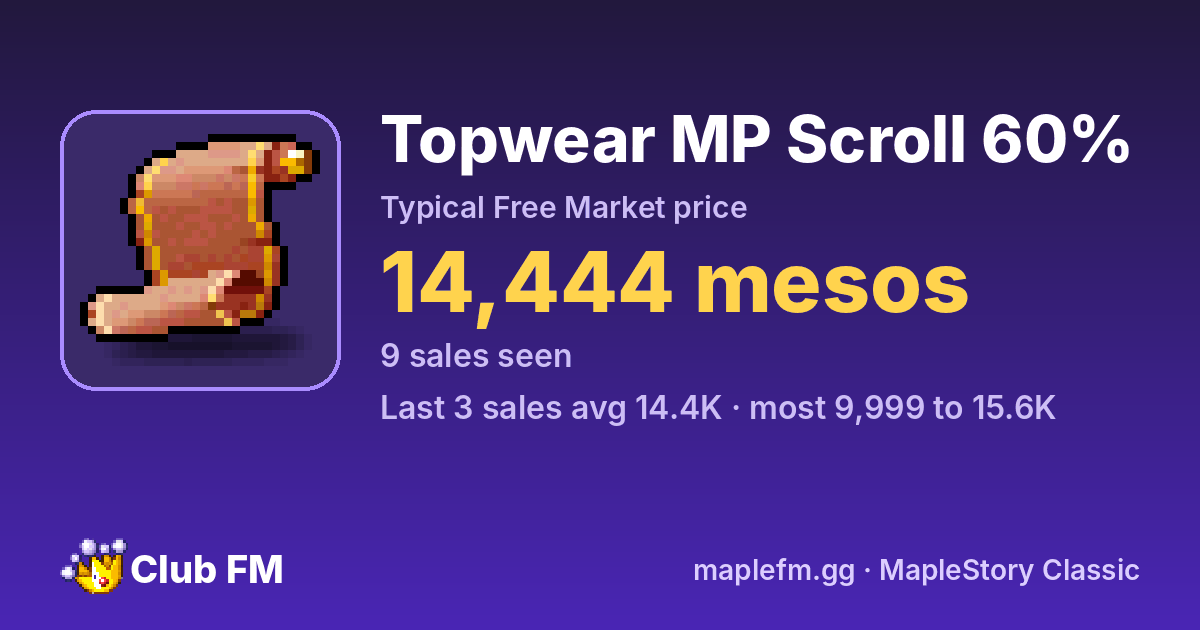 Topwear MP Scroll 60%
Typical Free Market price
14,444 mesos
9 sales seen
Last 3 sales avg 14.4K · most 9,999 to 15.6K
Club FM
maplefm.gg · MapleStory Classic